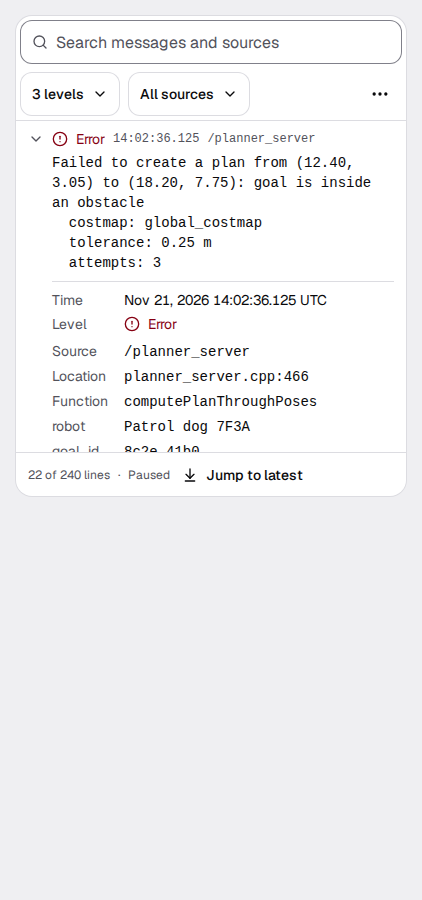 Search messages and sources
3 levels
All sources
Error 14:02:36.125 /planner_server
Failed to create a plan from (12.40,
3.05) to (18.20, 7.75): goal is inside
an obstacle
costmap: global_costmap
tolerance: 0.25 m
attempts: 3
Time Nov 21, 2026 14:02:36.125 UTC
Level Error
Source /planner_server
Location planner_server.cpp:466
Function computePlanThroughPoses
robot Patrol dog 7F3A
goal_id 8c2e-41b0
22 of 240 lines · Paused Jump to latest